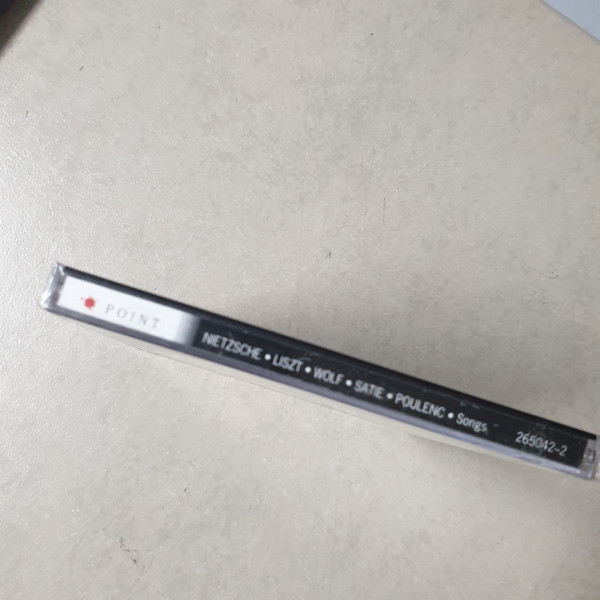 POINT NIETZSCHE • LISZT • WOLF • SATIE • POULENC • Songs 265042-2